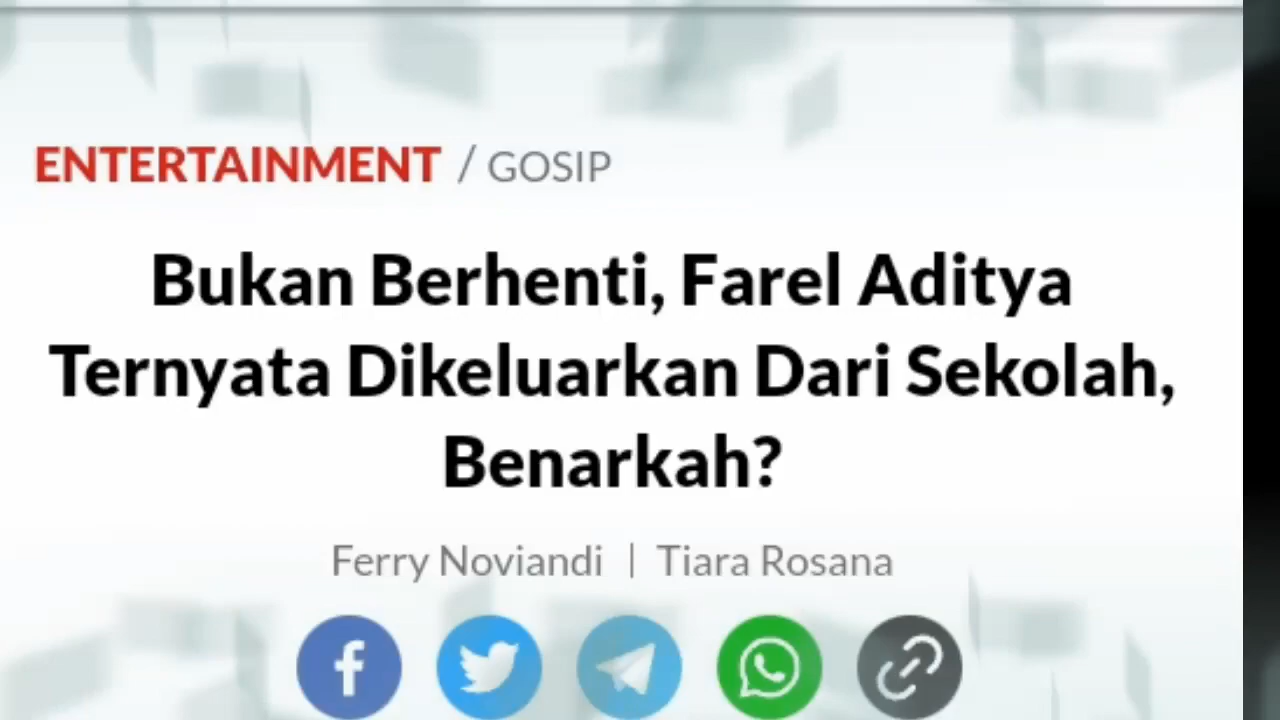 ENTERTAINMENT / GOSIP
Bukan Berhenti, Farel Aditya
Ternyata Dikeluarkan Dari Sekolah,
Benarkah?
Ferry Noviandi | Tiara Rosana